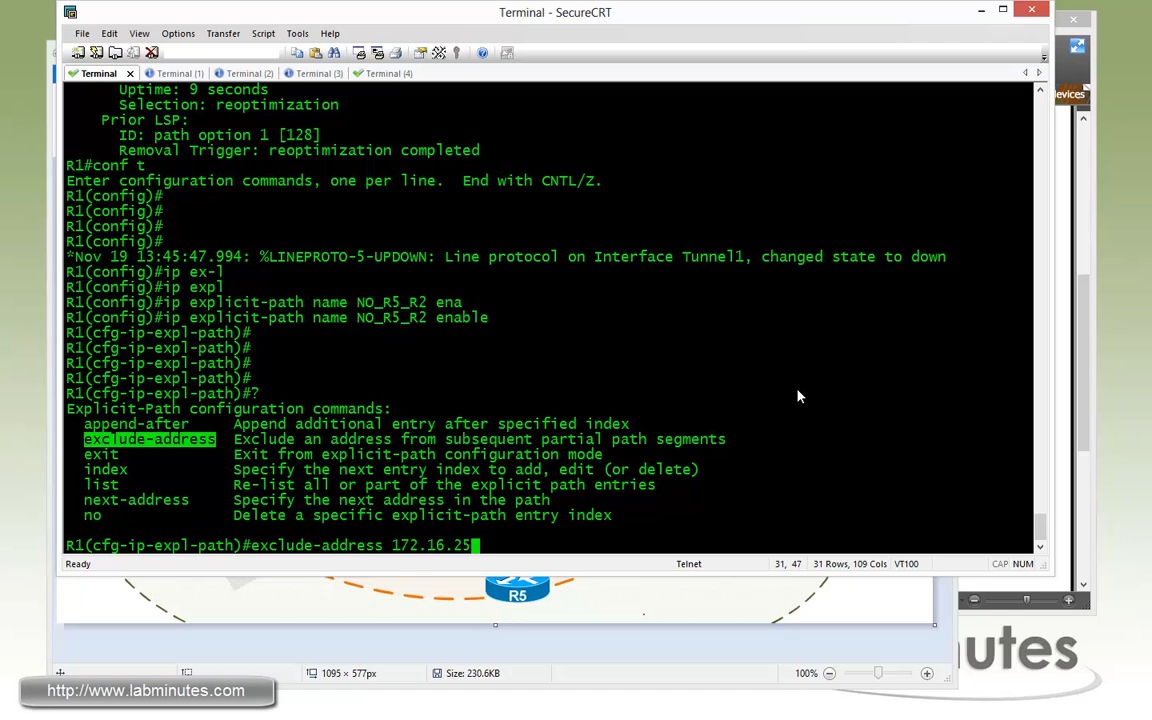 Terminal - SecureCRT
File Edit View Options Transfer Script Tools Help
Terminal Terminal (1) Terminal (2) Terminal (3) Terminal (4)
evices
Uptime: 9 seconds
Selection: reoptimization
Prior LSP:
ID: path option 1 [128]
Removal Trigger: reoptimization completed
R1#conf t
Enter configuration commands, one per line.  End with CNTL/Z.
R1(config)#
R1(config)#
R1(config)#
R1(config)#
*Nov 19 13:45:47.994: %LINEPROTO-5-UPDOWN: Line protocol on Interface Tunnel1, changed state to down
R1(config)#ip ex-l
R1(config)#ip expl
R1(config)#ip explicit-path name NO_R5_R2 ena
R1(config)#ip explicit-path name NO_R5_R2 enable
R1(cfg-ip-expl-path)#
R1(cfg-ip-expl-path)#
R1(cfg-ip-expl-path)#
R1(cfg-ip-expl-path)#
R1(cfg-ip-expl-path)#?
Explicit-Path configuration commands:
append-after     Append additional entry after specified index
exclude-address  Exclude an address from subsequent partial path segments
exit             Exit from explicit-path configuration mode
index            Specify the next entry index to add, edit (or delete)
list             Re-list all or part of the explicit path entries
next-address     Specify the next address in the path
no               Delete a specific explicit-path entry index
R1(cfg-ip-expl-path)#exclude-address 172.16.25
Ready Telnet 31, 47 31 Rows, 109 Cols VT100 CAP NUM
R5
nutes
1095 × 577px Size: 230.6KB 100%
http://www.labminutes.com